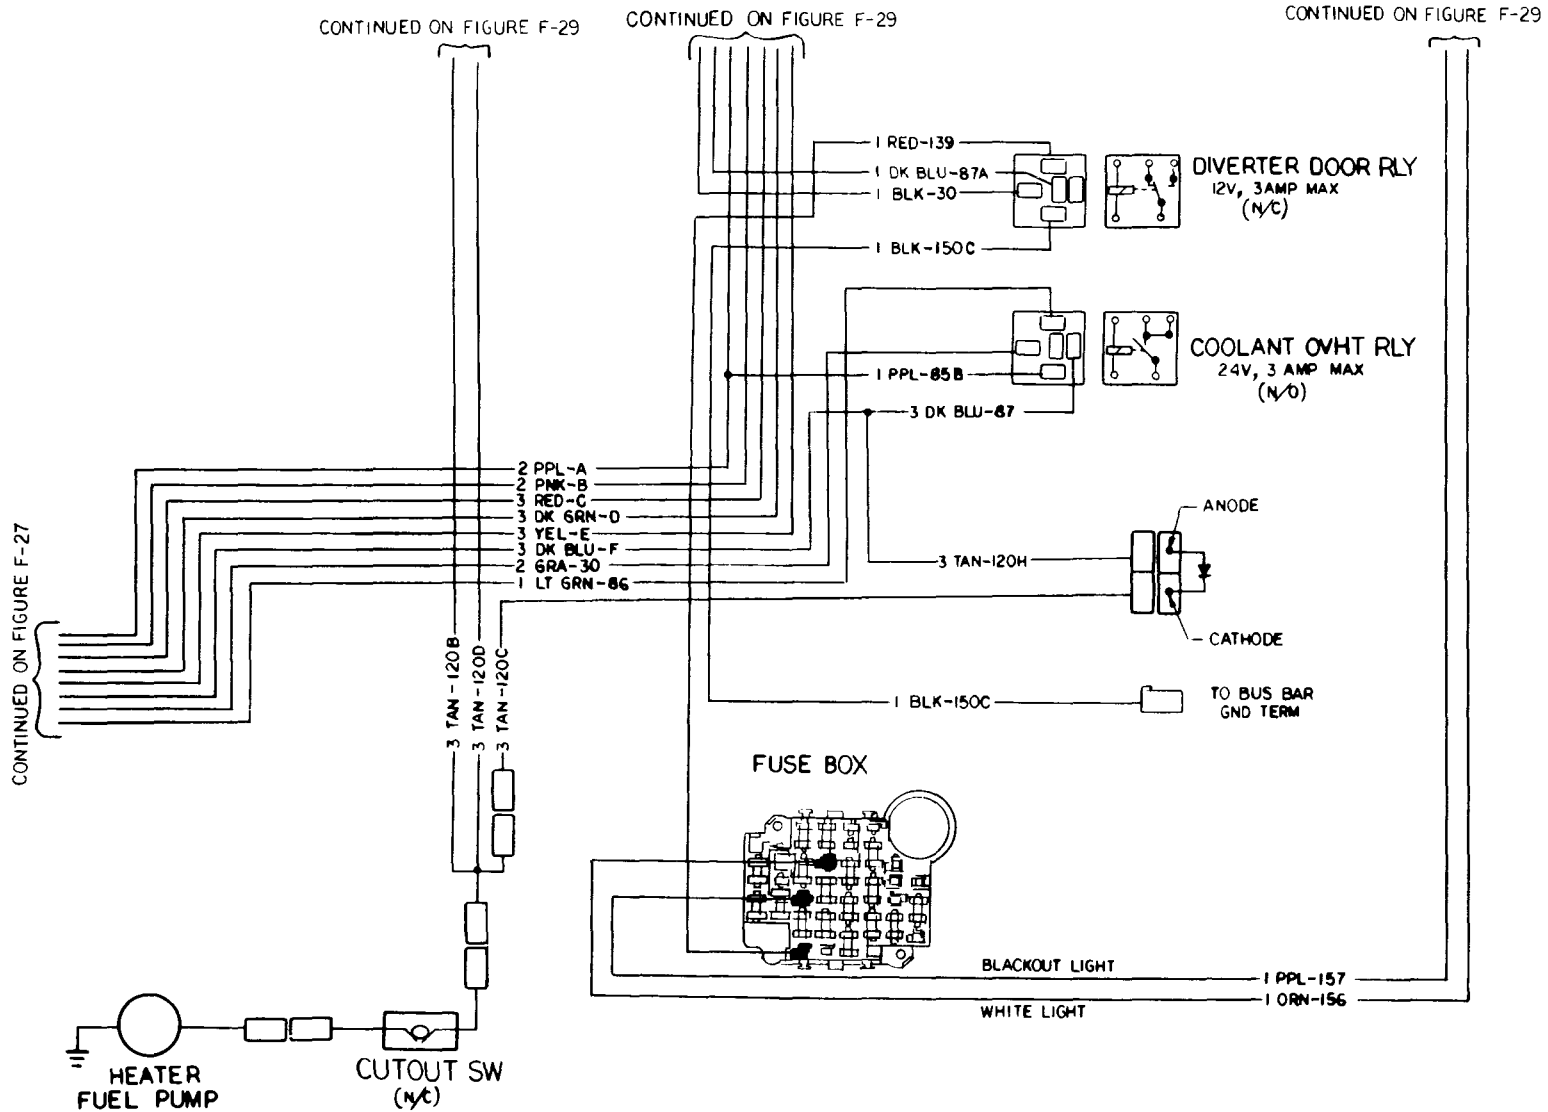 CONTINUED ON FIGURE F-29
CONTINUED ON FIGURE F-29
CONTINUED ON FIGURE F-29
1 RED-139
1 DK BLU-87A
1 BLK-30
DIVERTER DOOR RLY
12V, 3AMP MAX
(N/C)
1 BLK-150C
COOLANT OVHT RLY
24V, 3 AMP MAX
(N/O)
1 PPL-85B
3 DK BLU-87
2 PPL-A
2 PNK-B
3 RED-C
3 DK GRN-D
3 YEL-E
3 DK BLU-F
2 GRA-30
1 LT GRN-86
ANODE
3 TAN-120H
CATHODE
CONTINUED ON FIGURE F-27
3 TAN-120B
3 TAN-120D
3 TAN-120C
1 BLK-150C
TO BUS BAR
GND TERM
FUSE BOX
BLACKOUT LIGHT
1 PPL-157
WHITE LIGHT
1 ORN-156
HEATER
FUEL PUMP
CUTOUT SW
(N/C)